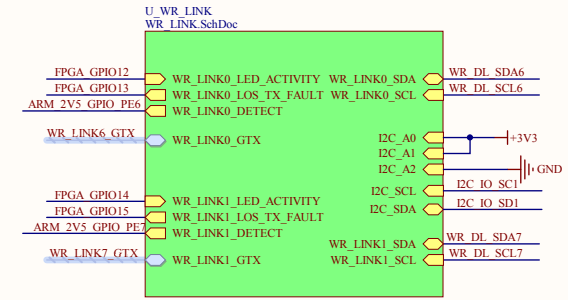 U_WR_LINK
WR_LINK.SchDoc
FPGA_GPIO12
WR_LINK0_LED_ACTIVITY
WR_LINK0_SDA
WR_DL_SDA6
FPGA_GPIO13
WR_LINK0_LOS_TX_FAULT
WR_LINK0_SCL
WR_DL_SCL6
ARM_2V5_GPIO_PE6
WR_LINK0_DETECT
WR_LINK6_GTX
WR_LINK0_GTX
I2C_A0
+3V3
I2C_A1
I2C_A2
GND
FPGA_GPIO14
WR_LINK1_LED_ACTIVITY
I2C_SCL
I2C_IO_SC1
FPGA_GPIO15
WR_LINK1_LOS_TX_FAULT
I2C_SDA
I2C_IO_SD1
ARM_2V5_GPIO_PE7
WR_LINK1_DETECT
WR_LINK1_SDA
WR_DL_SDA7
WR_LINK7_GTX
WR_LINK1_GTX
WR_LINK1_SCL
WR_DL_SCL7